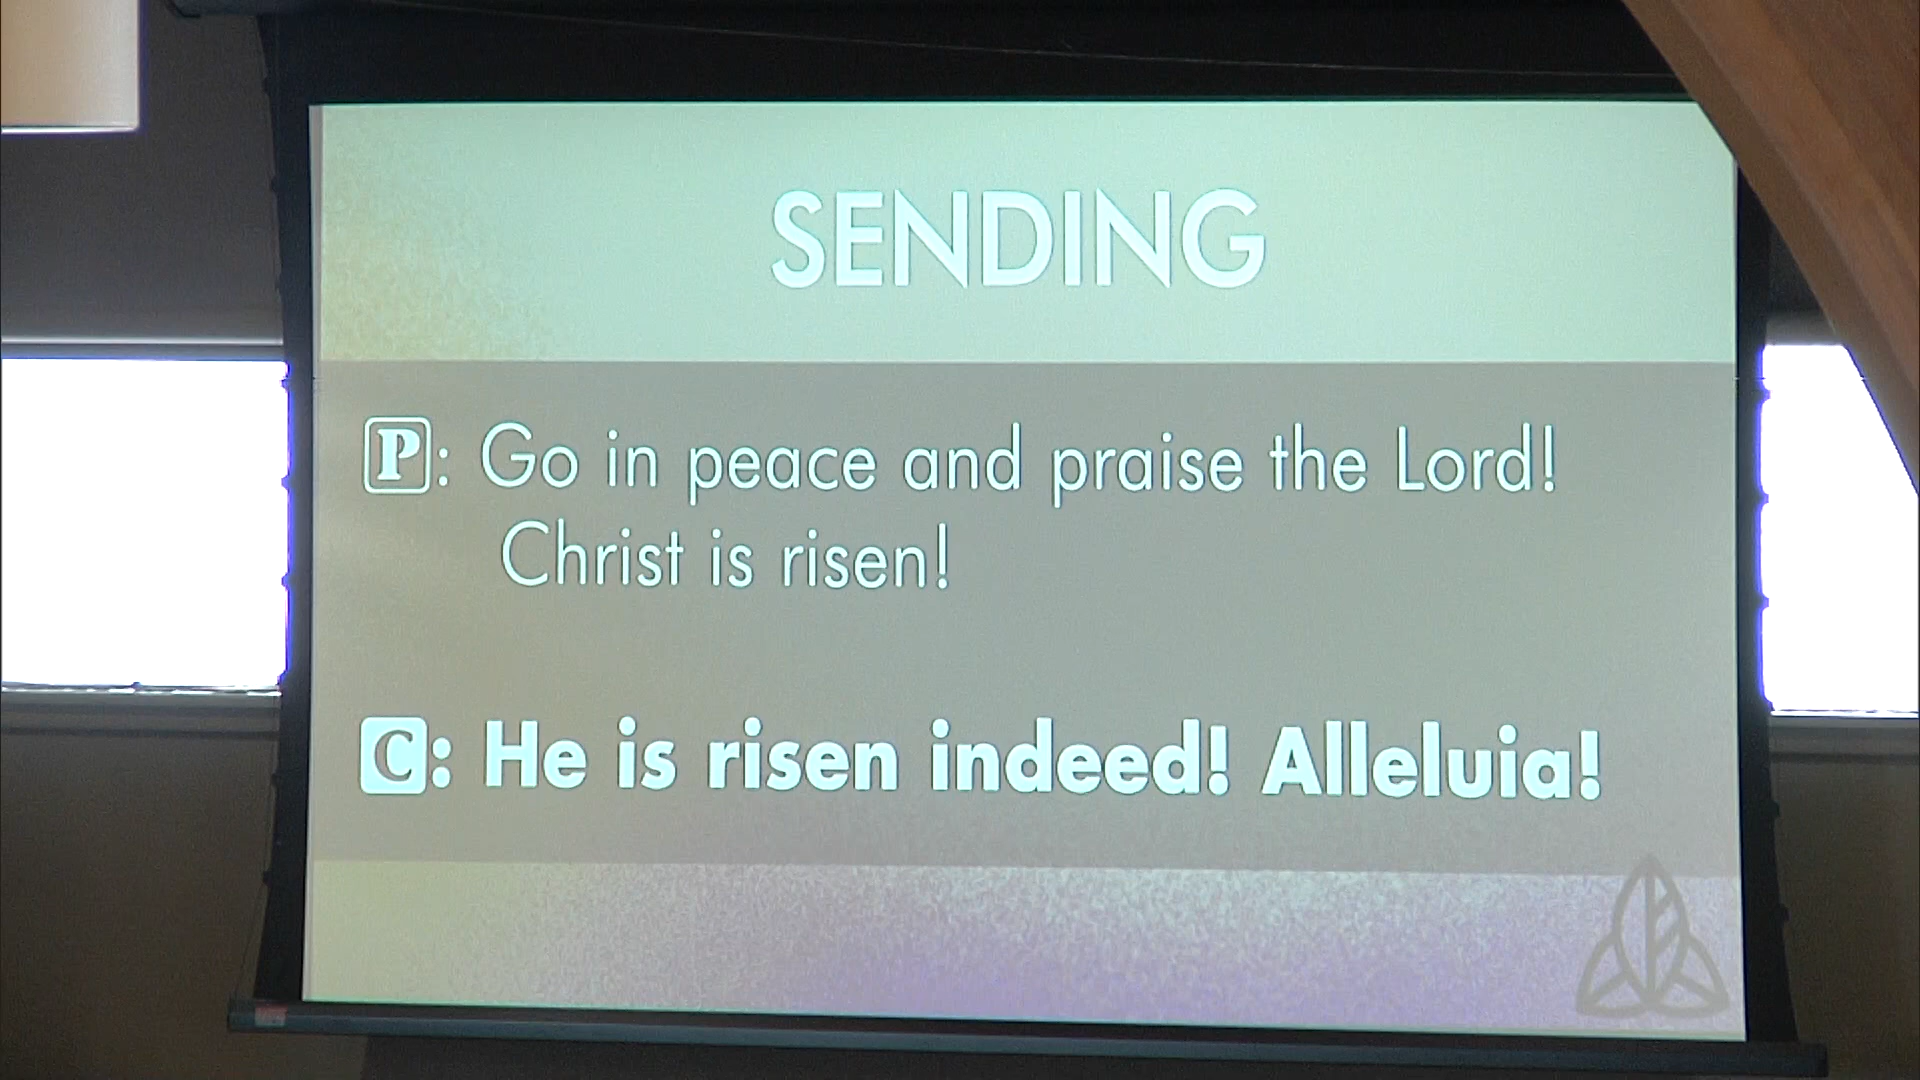 SENDING
P: Go in peace and praise the Lord!
Christ is risen!
C: He is risen indeed! Alleluia!